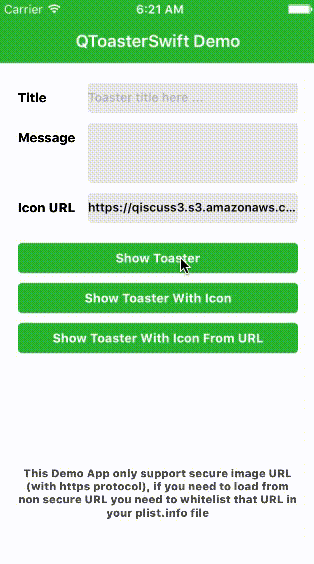 Carrier 6:21 AM
QToasterSwift Demo
Title Toaster title here ...
Message
Icon URL https://qiscuss3.s3.amazonaws.c...
Show Toaster
Show Toaster With Icon
Show Toaster With Icon From URL
This Demo App only support secure image URL
(with https protocol), if you need to load from
non secure URL you need to whitelist that URL in
your plist.info file